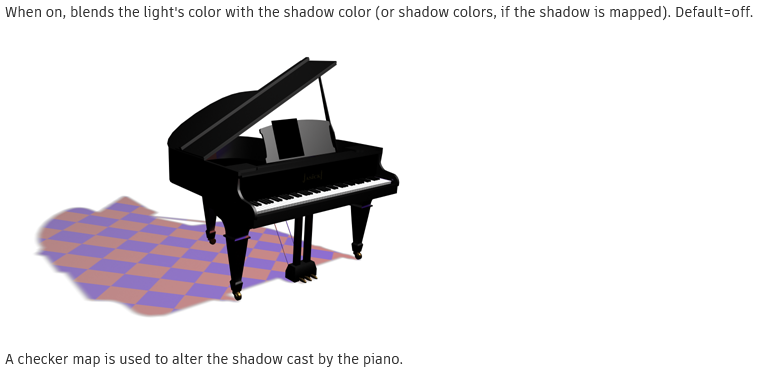 When on, blends the light's color with the shadow color (or shadow colors, if the shadow is mapped). Default=off.
A checker map is used to alter the shadow cast by the piano.